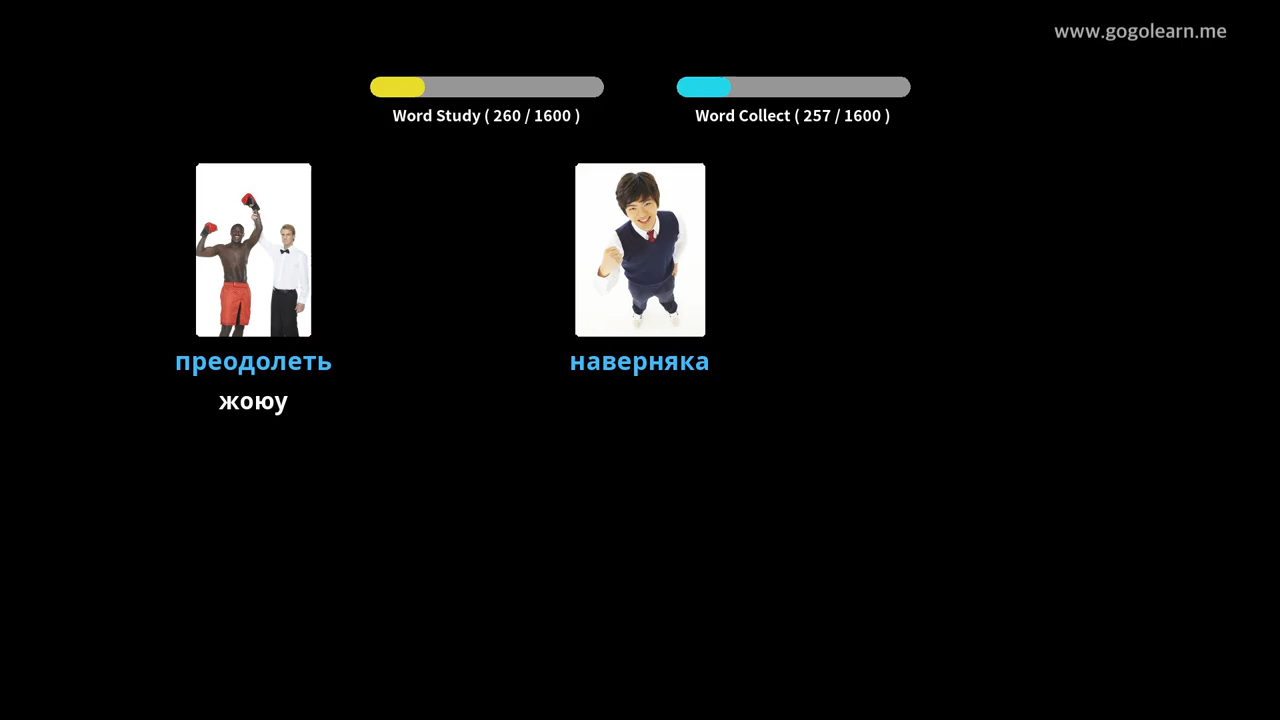 www.gogolearn.me
Word Study ( 260 / 1600 )
Word Collect ( 257 / 1600 )
преодолеть
наверняка
жоюу